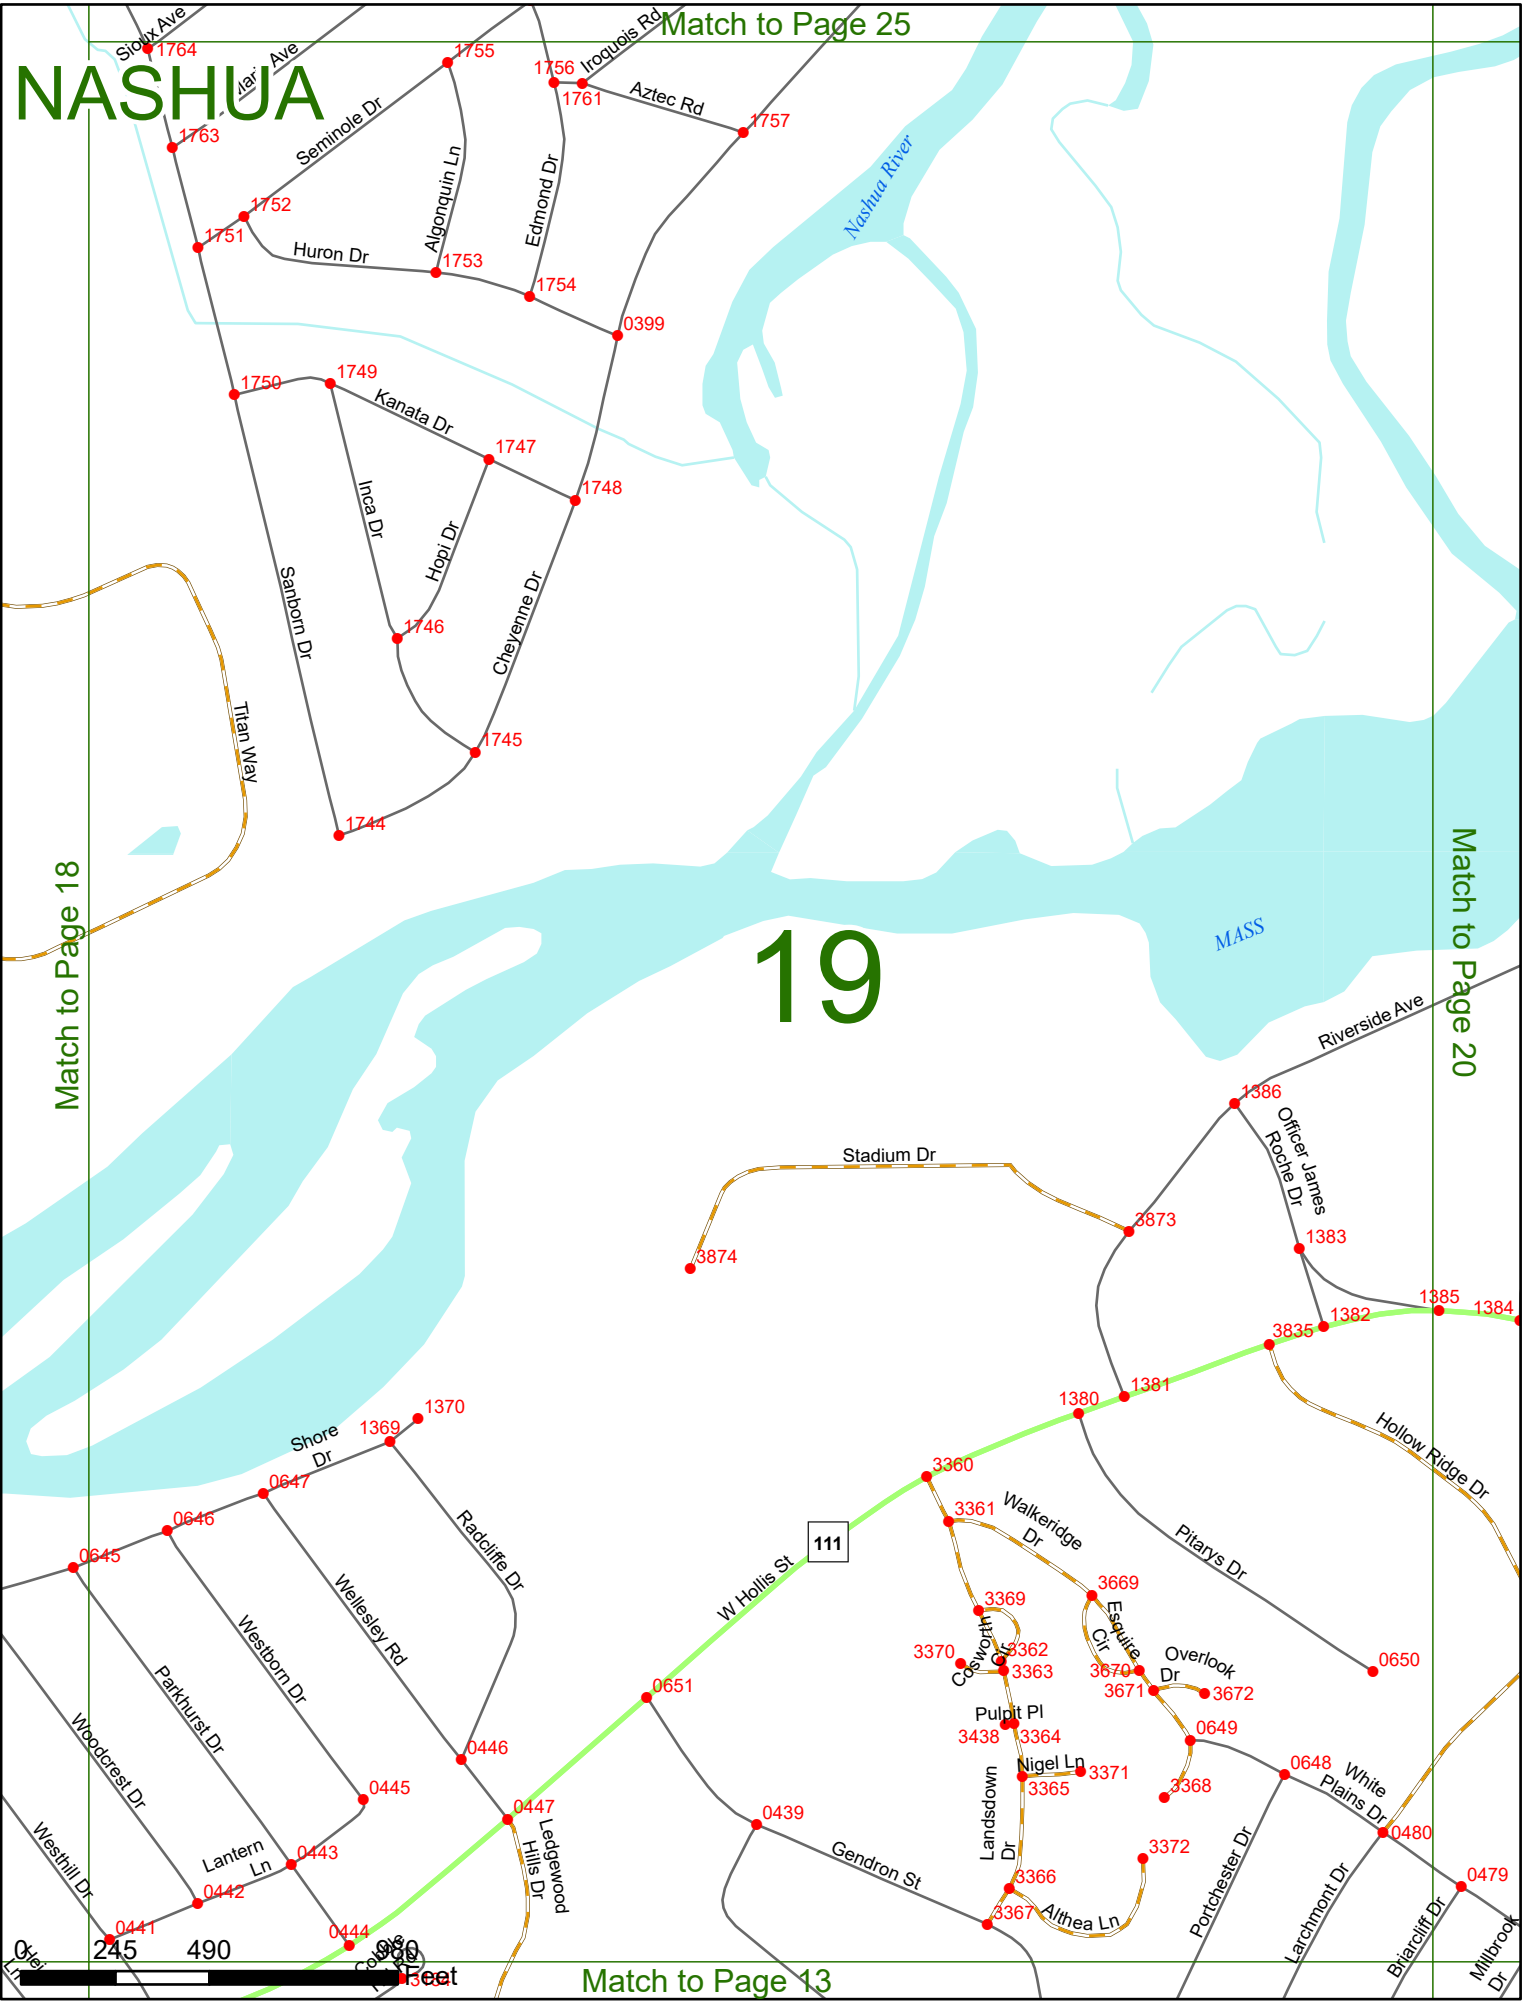 Match to Page 25
Sioux Ave
1764
NASHUA
Ave
1755
1756
Iroquois Rd
1761
Aztec Rd
1757
1763
Seminole Dr
Algonquin Ln
Edmond Dr
Nashua River
1752
1751
Huron Dr
1753
1754
0399
1750
1749
Kanata Dr
1747
1748
Inca Dr
Hopi Dr
Sanborn Dr
Cheyenne Dr
1746
Titan Way
1745
1744
Match to Page 18
Match to Page 20
19
MASS
Riverside Ave
1386
Officer James
Roche Dr
Stadium Dr
3873
3874
1383
1385
1384
1382
3835
1381
1380
1370
1369
Shore
Dr
0647
0646
0645
Radcliffe Dr
Hollow Ridge Dr
3360
3361
Walkeridge
Dr
111
W Hollis St
Pitarys Dr
Wellesley Rd
Westborn Dr
Parkhurst Dr
Woodcrest Dr
Westhill Dr
3369
3669
Esquire
Cir
Cosworth
Cir
3362
3370
3363
3670
Overlook
Dr
3671
3672
0650
0651
Pulpit Pl
3438
3364
0649
0446
0445
Nigel Ln
3371
3365
3368
0648
White
Plains Dr
0447
Ledgewood
Hills Dr
0439
Landsdown
Dr
0480
Lantern
Ln
0443
Gendron St
3372
3366
0479
0442
3367
Althea Ln
Portchester Dr
Larchmont Dr
Briarcliff Dr
Millbrook
Dr
0441
0444
0
245
490
980
Feet
Match to Page 13